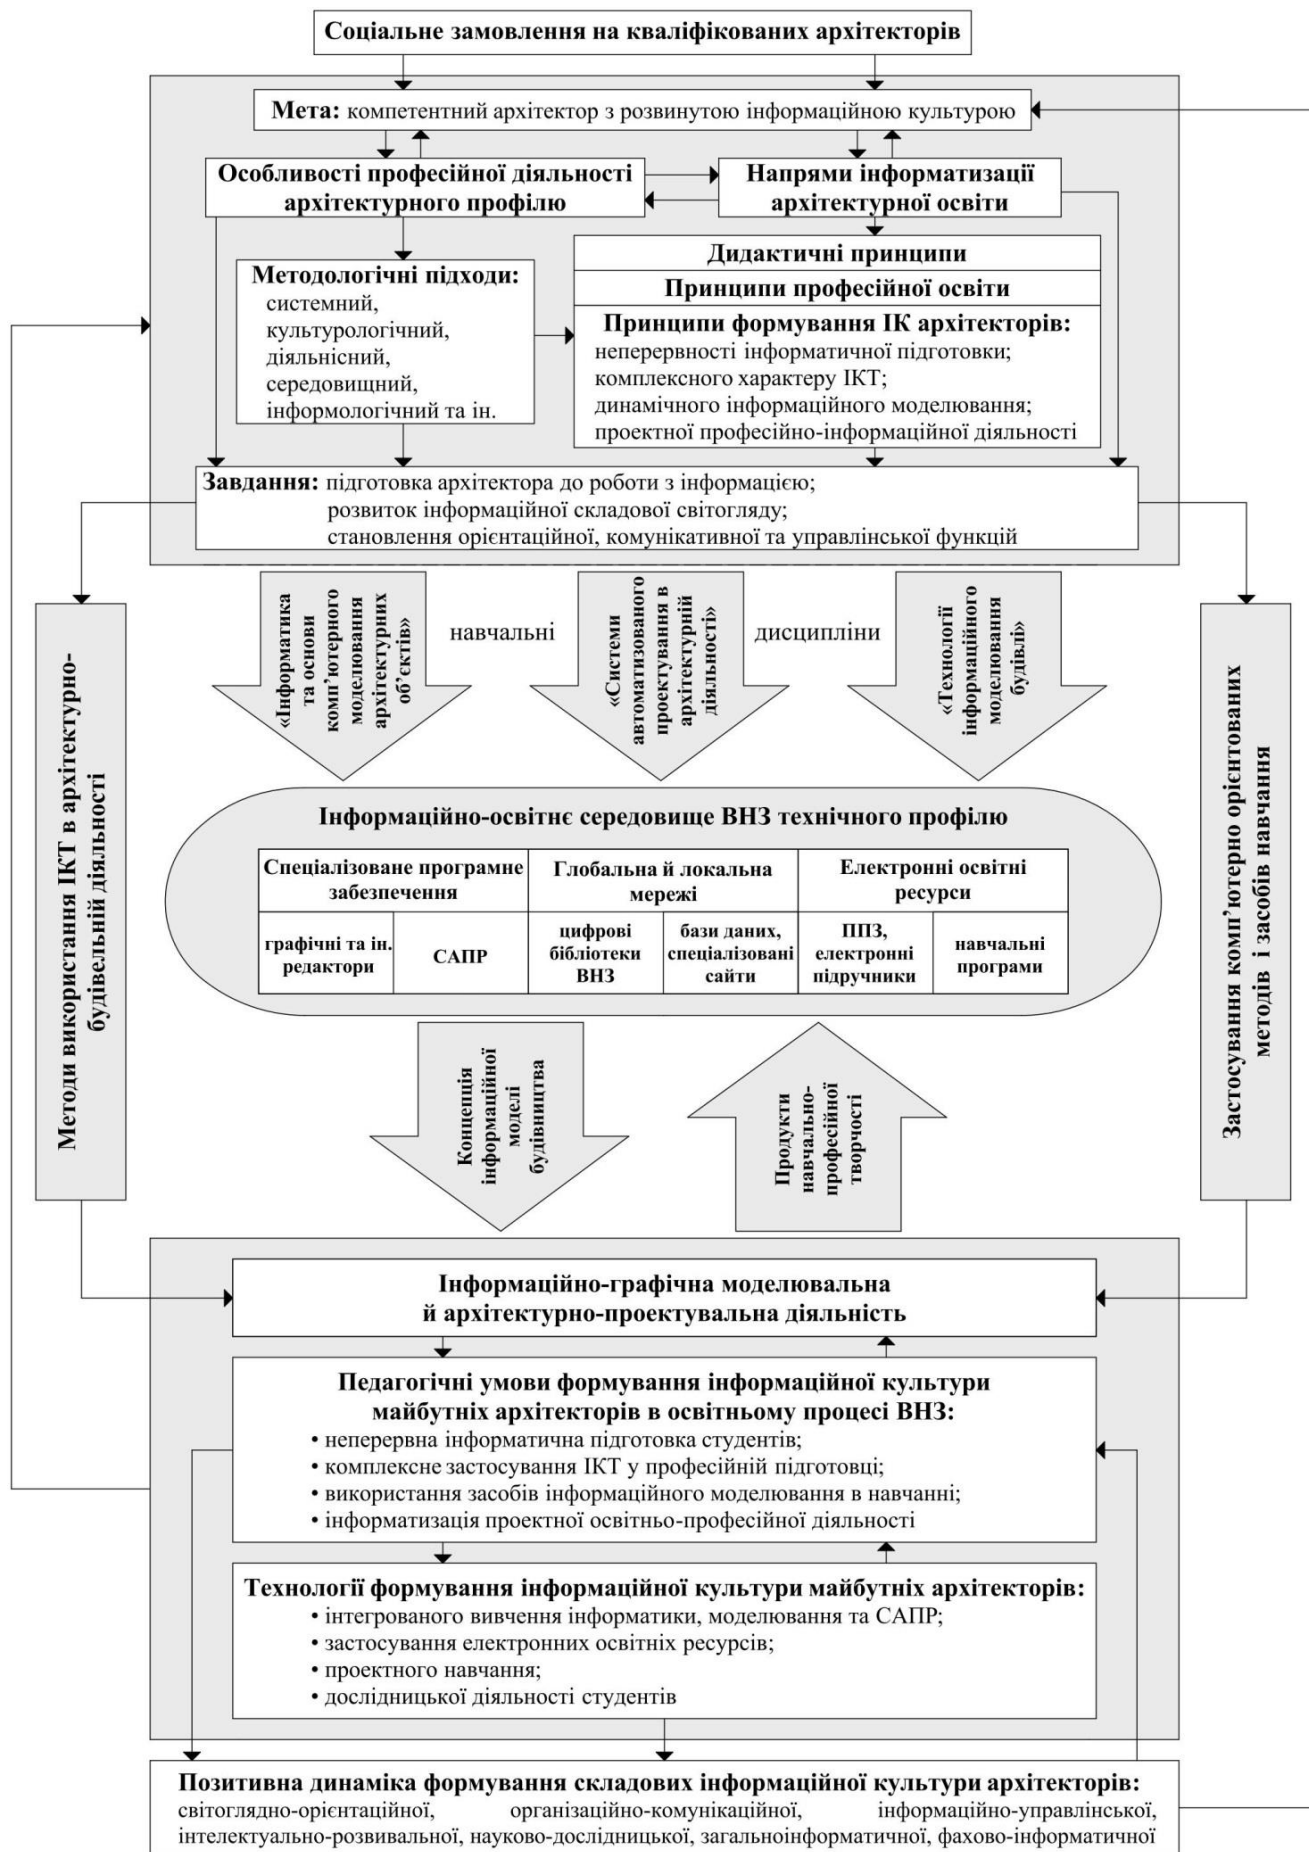 Соціальне замовлення на кваліфікованих архітекторів
Мета: компетентний архітектор з розвинутою інформаційною культурою
Особливості професійної діяльності
архітектурного профілю
Напрями інформатизації
архітектурної освіти
Методологічні підходи:
системний,
культурологічний,
діяльнісний,
середовищний,
інформологічний та ін.
Дидактичні принципи
Принципи професійної освіти
Принципи формування ІК архітекторів:
неперервності інформатичної підготовки;
комплексного характеру ІКТ;
динамічного інформаційного моделювання;
проектної професійно-інформаційної діяльності
Завдання: підготовка архітектора до роботи з інформацією;
розвиток інформаційної складової світогляду;
становлення орієнтаційної, комунікативної та управлінської функцій
Методи використання ІКТ в архітектурно-
будівельній діяльності
«Інформатика
та основи
комп’ютерного
моделювання
архітектурних
об’єктів»
навчальні
«Системи
автоматизованого
проектування в
архітектурній
діяльності»
дисципліни
«Технології
інформаційного
моделювання
будівлі»
Застосування комп’ютерно орієнтованих
методів і засобів навчання
Інформаційно-освітнє середовище ВНЗ технічного профілю
Спеціалізоване програмне
забезпечення
Глобальна й локальна
мережі
Електронні освітні
ресурси
графічні та ін.
редактори
САПР
цифрові
бібліотеки
ВНЗ
бази даних,
спеціалізовані
сайти
ППЗ,
електронні
підручники
навчальні
програми
Концепція
інформаційної
моделі
будівництва
Продукти
навчально-
професійної
творчості
Інформаційно-графічна моделювальна
й архітектурно-проектувальна діяльність
Педагогічні умови формування інформаційної культури
майбутніх архітекторів в освітньому процесі ВНЗ:
• неперервна інформатична підготовка студентів;
• комплексне застосування ІКТ у професійній підготовці;
• використання засобів інформаційного моделювання в навчанні;
• інформатизація проектної освітньо-професійної діяльності
Технології формування інформаційної культури майбутніх архітекторів:
• інтегрованого вивчення інформатики, моделювання та САПР;
• застосування електронних освітніх ресурсів;
• проектного навчання;
• дослідницької діяльності студентів
Позитивна динаміка формування складових інформаційної культури архітекторів:
світоглядно-орієнтаційної, організаційно-комунікаційної, інформаційно-управлінської,
інтелектуально-розвивальної, науково-дослідницької, загальноінформатичної, фахово-інформатичної